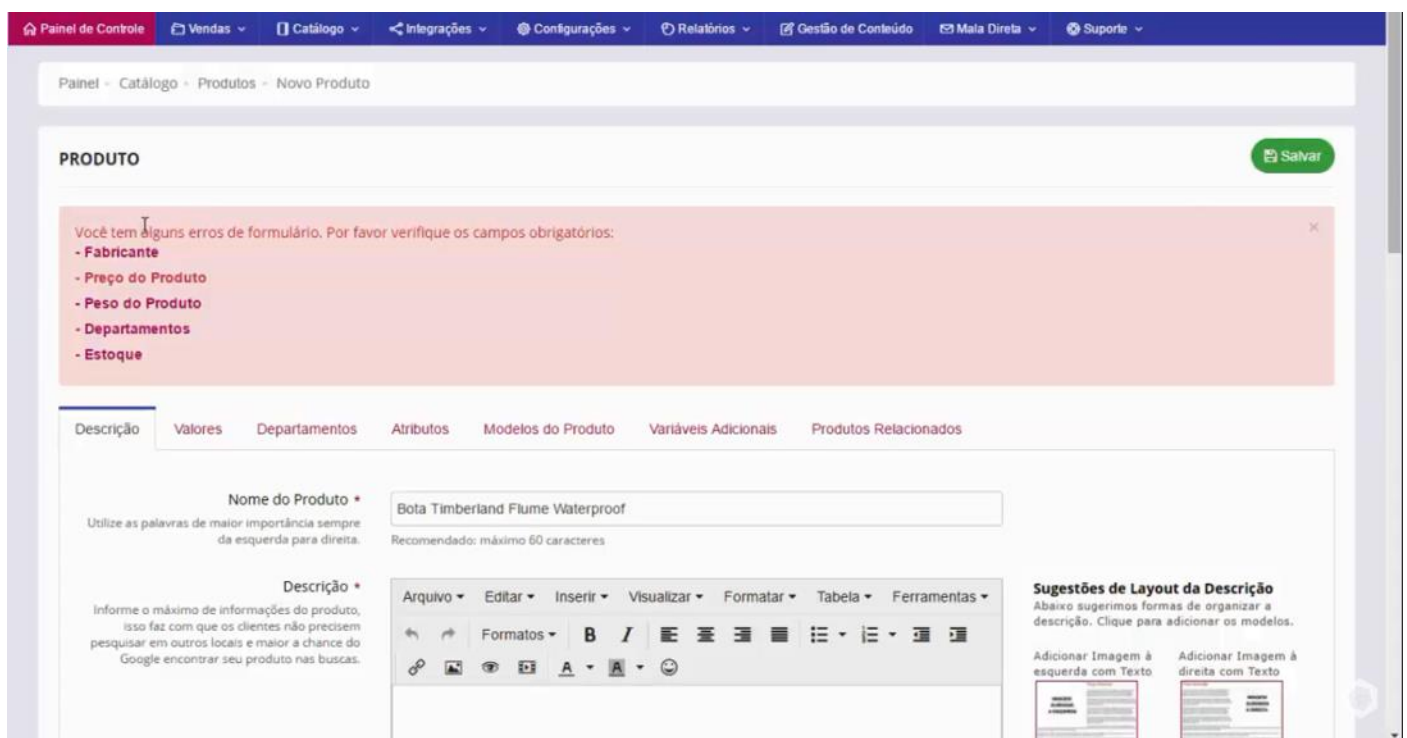 Painel de Controle Vendas Catálogo Integrações Configurações Relatórios Gestão de Conteúdo Mala Direta Suporte
Painel - Catálogo - Produtos - Novo Produto
PRODUTO
Salvar
Você tem alguns erros de formulário. Por favor verifique os campos obrigatórios:
×
- Fabricante
- Preço do Produto
- Peso do Produto
- Departamentos
- Estoque
Descrição Valores Departamentos Atributos Modelos do Produto Variáveis Adicionais Produtos Relacionados
Nome do Produto *
Utilize as palavras de maior importância sempre
da esquerda para direita.
Bota Timberland Flume Waterproof
Recomendado: máximo 60 caracteres
Descrição *
Informe o máximo de informações do produto,
isso faz com que os clientes não precisem
pesquisar em outros locais e maior a chance do
Google encontrar seu produto nas buscas.
Arquivo Editar Inserir Visualizar Formatar Tabela Ferramentas
Formatos B I
A A
Sugestões de Layout da Descrição
Abaixo sugerimos formas de organizar a
descrição. Clique para adicionar os modelos.
Adicionar Imagem à
esquerda com Texto
Adicionar Imagem à
direita com Texto